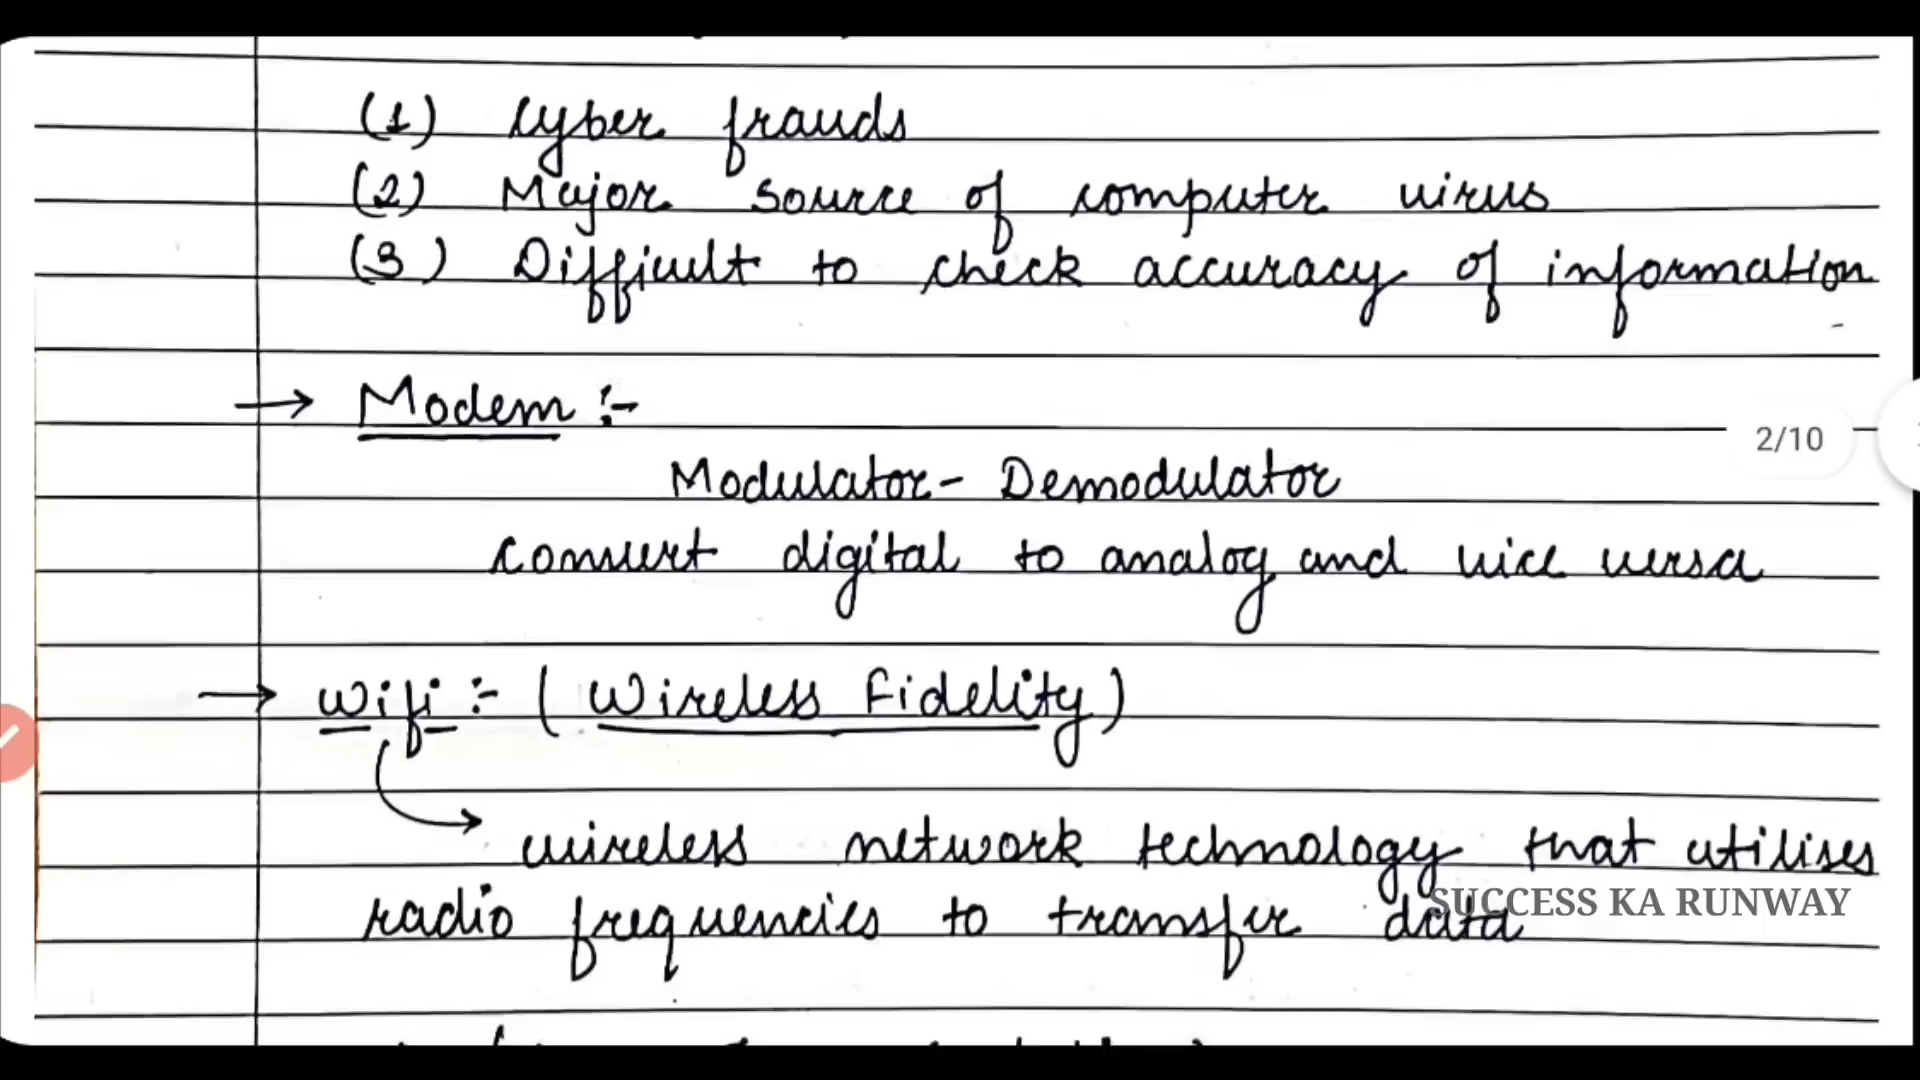 (1) Cyber frauds
(2) Major source of computer virus
(3) Difficult to check accuracy of information
→ Modem :-
2/10
Modulator - Demodulator
convert digital to analog and vice versa
→ Wifi :- (Wireless Fidelity)
wireless network technology that utilises
SUCCESS KA RUNWAY
radio frequencies to transfer data